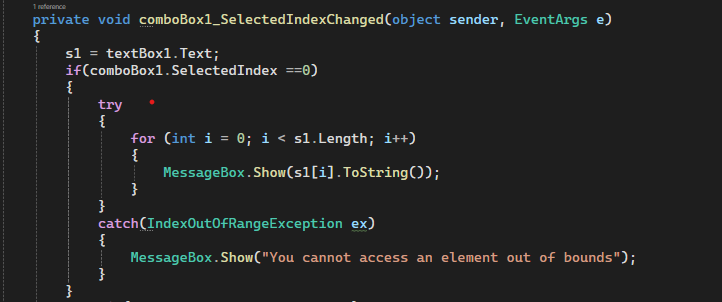 1 reference
private void comboBox1_SelectedIndexChanged(object sender, EventArgs e)
{
s1 = textBox1.Text;
if(comboBox1.SelectedIndex ==0)
{
try
{
for (int i = 0; i < s1.Length; i++)
{
MessageBox.Show(s1[i].ToString());
}
}
catch(IndexOutOfRangeException ex)
{
MessageBox.Show("You cannot access an element out of bounds");
}
}